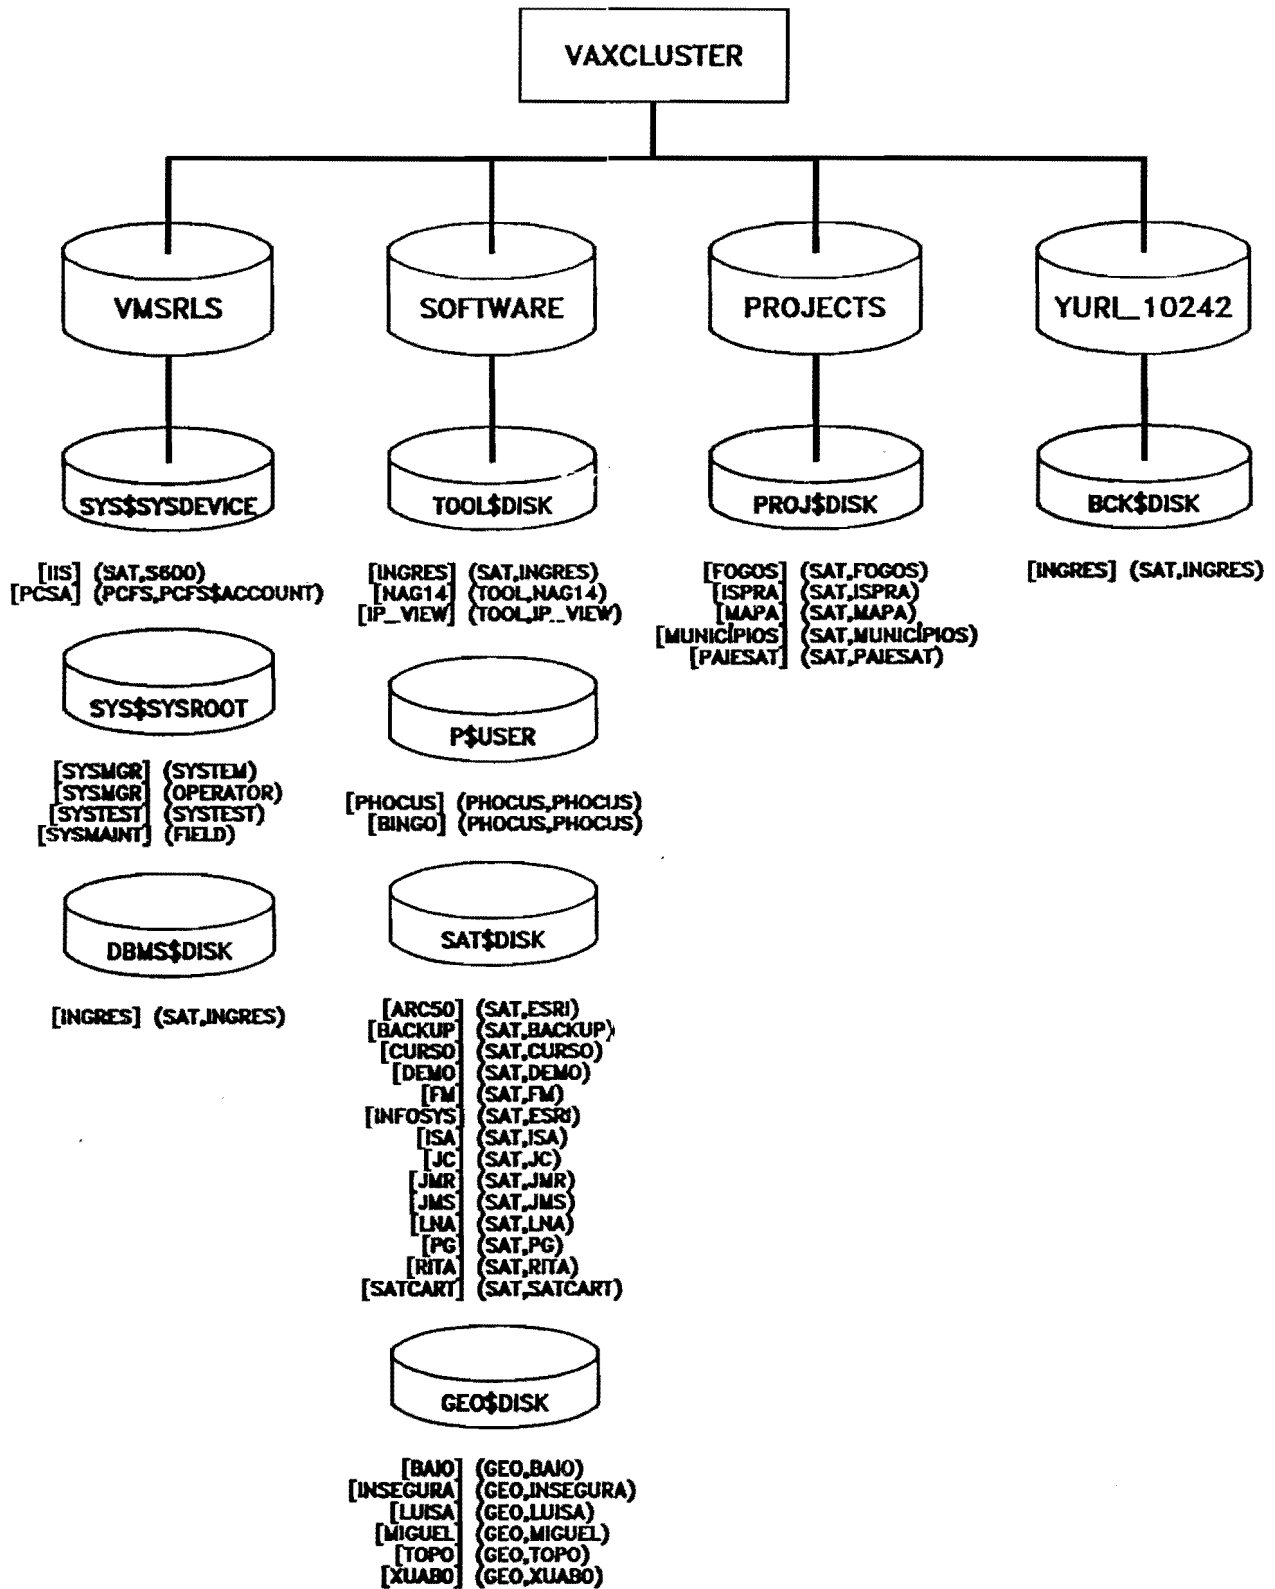 VAXCLUSTER
VMSRLS
SOFTWARE
PROJECTS
YURI_10242
SYS$SYSDEVICE
TOOL$DISK
PROJ$DISK
BCK$DISK
[IIS] (SAT,S600)
[PCSA] (PCFS,PCFS$ACCOUNT)
[INGRES] (SAT,INGRES)
[NAG14] (TOOL,NAG14)
[IP_VIEW] (TOOL,IP_VIEW)
[FOGOS] (SAT,FOGOS)
[ISPRA] (SAT,ISPRA)
[MAPA] (SAT,MAPA)
[MUNICÍPIOS] (SAT,MUNICÍPIOS)
[PAIESAT] (SAT,PAIESAT)
[INGRES] (SAT,INGRES)
SYS$SYSROOT
[SYSMGR] (SYSTEM)
[SYSMGR] (OPERATOR)
[SYSTEST] (SYSTEST)
[SYSMAINT] (FIELD)
P$USER
[PHOCUS] (PHOCUS,PHOCUS)
[BINGO] (PHOCUS,PHOCUS)
DBMS$DISK
[INGRES] (SAT,INGRES)
SAT$DISK
[ARC50] (SAT,ESRI)
[BACKUP] (SAT,BACKUP)
[CURSO] (SAT,CURSO)
[DEMO] (SAT,DEMO)
[FM] (SAT,FM)
[INFOSYS] (SAT,ESRI)
[ISA] (SAT,ISA)
[JC] (SAT,JC)
[JMR] (SAT,JMR)
[JMS] (SAT,JMS)
[LNA] (SAT,LNA)
[PG] (SAT,PG)
[RITA] (SAT,RITA)
[SATCART] (SAT,SATCART)
GEO$DISK
[BAIO] (GEO,BAIO)
[INSEGURA] (GEO,INSEGURA)
[LUISA] (GEO,LUISA)
[MIGUEL] (GEO,MIGUEL)
[TOPO] (GEO,TOPO)
[XUABO] (GEO,XUABO)